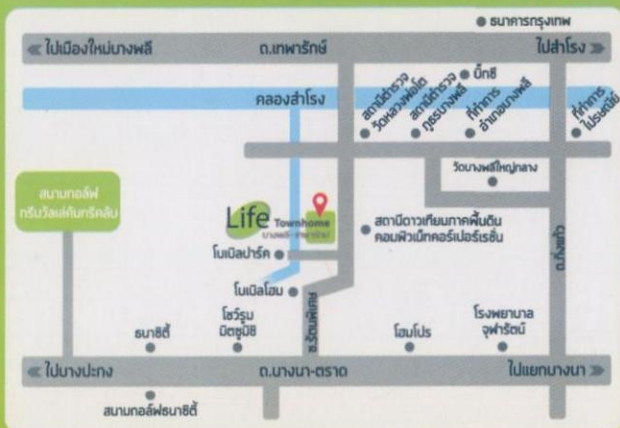 ธนาคารกรุงเทพ
ไปเมืองใหม่บางพลี
ถ.เทพารักษ์
ไปสำโรง
บิ๊กซี
คลองสำโรง
สถานีตำรวจ
วัดหลวงพ่อโต
สถานีตำรวจ
ภูธรบางพลี
ที่ทำการ
อำเภอบางพลี
ที่ทำการ
ไปรษณีย์
วัดบางพลีใหญ่กลาง
สนามกอล์ฟ
กรีนวัลเล่คันทรีคลับ
Life Townhome
สถานีดาวเทียมภาคพื้นดิน
คอมพิวเน็ทคอร์เปอร์เรชั่น
ถ.กิ่งแก้ว
โนเบิลปาร์ค
โนเบิลโฮม
ซ.รัตนพิเศษ
ธนาซิตี้
โชว์รูม
มิตซูบิชิ
โฮมโปร
โรงพยาบาล
จุฬารัตน์
ไปบางปะกง
ถ.บางนา-ตราด
ไปแยกบางนา
สนามกอล์ฟธนาซิตี้